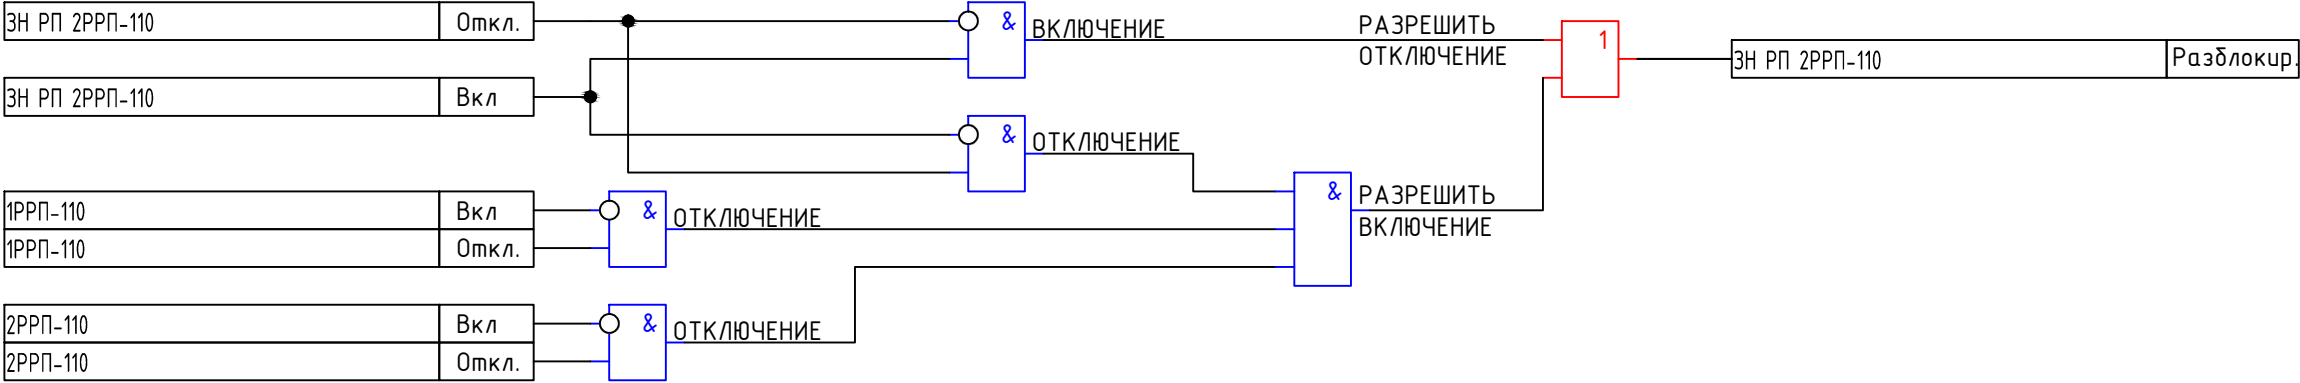 ЗН РП 2РРП-110 Откл. & ВКЛЮЧЕНИЕ РАЗРЕШИТЬ 1
ОТКЛЮЧЕНИЕ ЗН РП 2РРП-110 Разблокир.
ЗН РП 2РРП-110 Вкл
& ОТКЛЮЧЕНИЕ
1РРП-110 Вкл & ОТКЛЮЧЕНИЕ & РАЗРЕШИТЬ
1РРП-110 Откл. ВКЛЮЧЕНИЕ
2РРП-110 Вкл & ОТКЛЮЧЕНИЕ
2РРП-110 Откл.